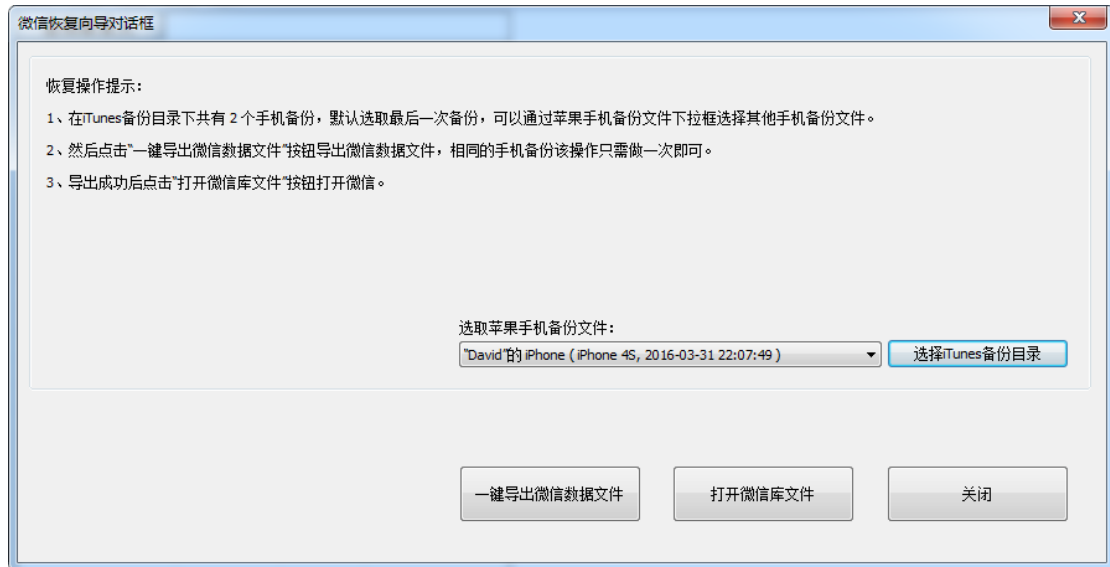 微信恢复向导对话框
恢复操作提示：
1、在iTunes备份目录下共有 2 个手机备份，默认选取最后一次备份，可以通过苹果手机备份文件下拉框选择其他手机备份文件。
2、然后点击“一键导出微信数据文件”按钮导出微信数据文件，相同的手机备份该操作只需做一次即可。
3、导出成功后点击“打开微信库文件”按钮打开微信。
选取苹果手机备份文件：
“David”的 iPhone ( iPhone 4S, 2016-03-31 22:07:49 )
选择iTunes备份目录
一键导出微信数据文件
打开微信库文件
关闭